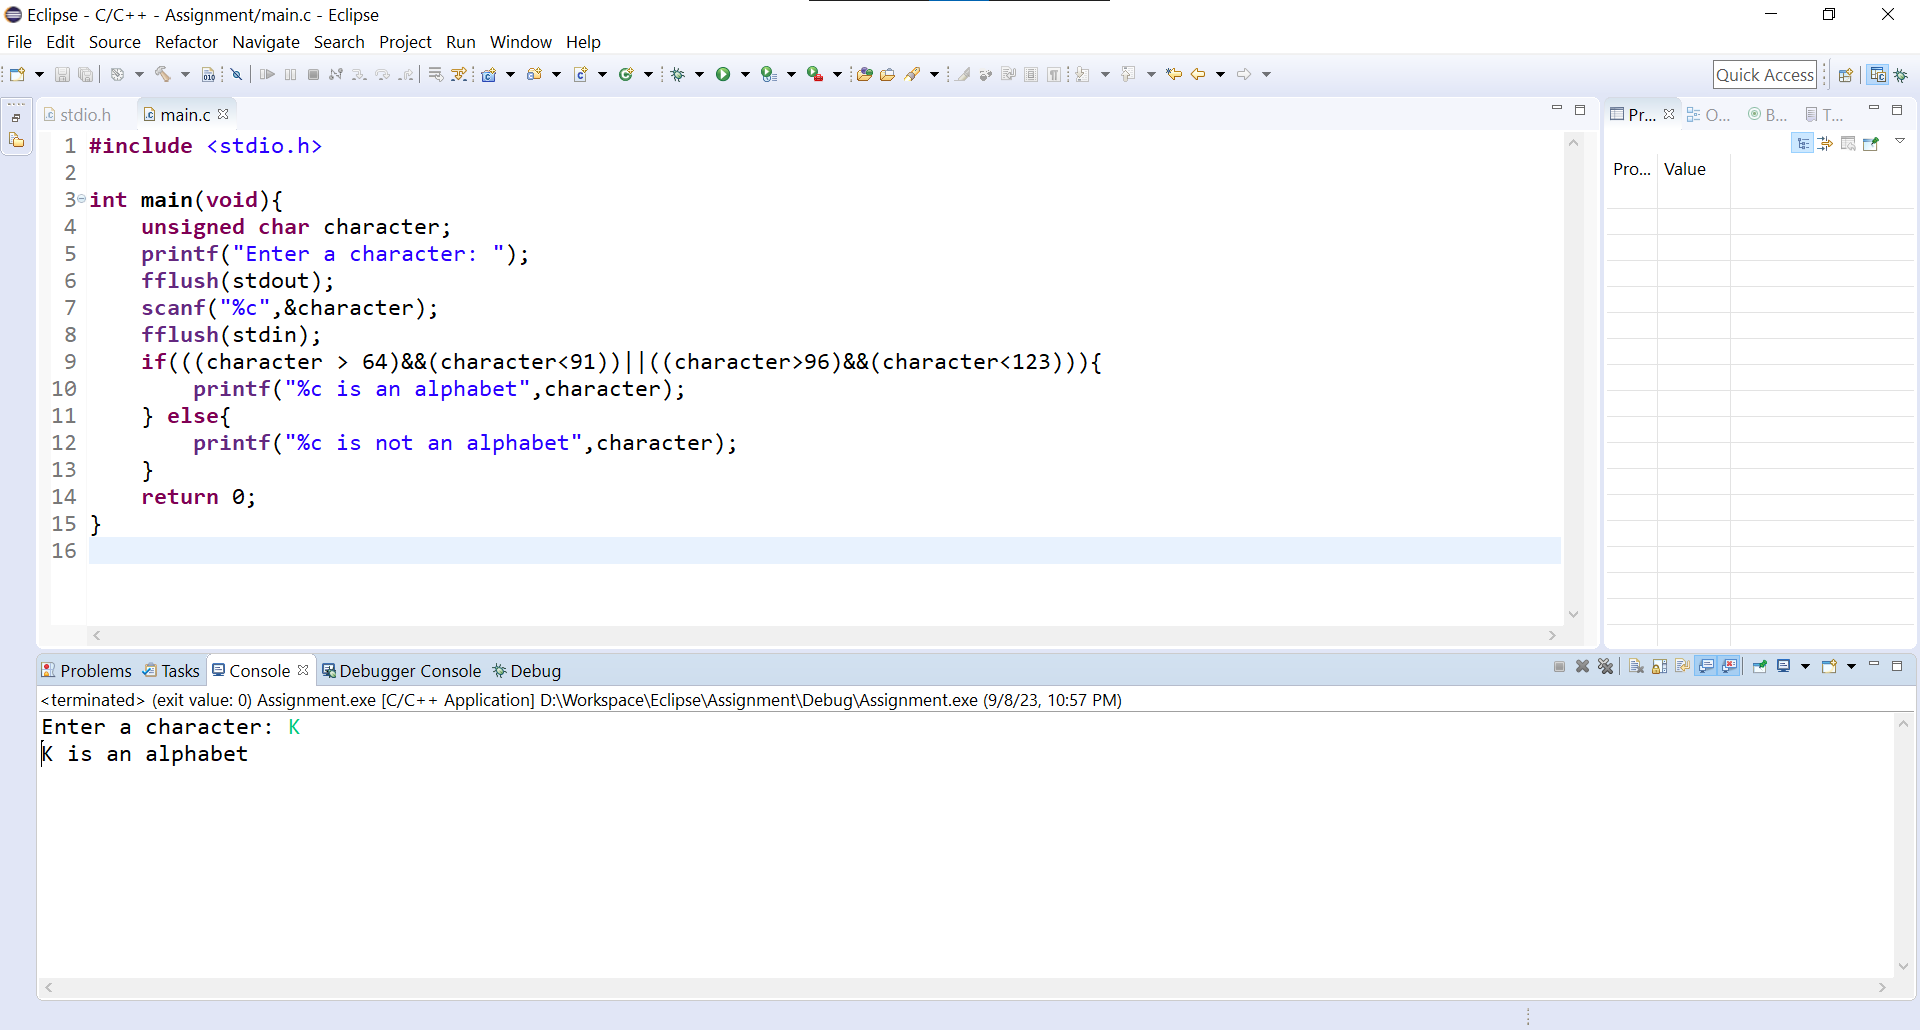 Eclipse - C/C++ - Assignment/main.c - Eclipse
File Edit Source Refactor Navigate Search Project Run Window Help
Quick Access
stdio.h main.c
Pr... O... B... T...
Pro... Value
1 #include <stdio.h>
2
3 int main(void){
4     unsigned char character;
5     printf("Enter a character: ");
6     fflush(stdout);
7     scanf("%c",&character);
8     fflush(stdin);
9     if(((character > 64)&&(character<91))||((character>96)&&(character<123))){
10         printf("%c is an alphabet",character);
11     } else{
12         printf("%c is not an alphabet",character);
13     }
14     return 0;
15 }
16
Problems Tasks Console Debugger Console Debug
<terminated> (exit value: 0) Assignment.exe [C/C++ Application] D:\Workspace\Eclipse\Assignment\Debug\Assignment.exe (9/8/23, 10:57 PM)
Enter a character: K
K is an alphabet